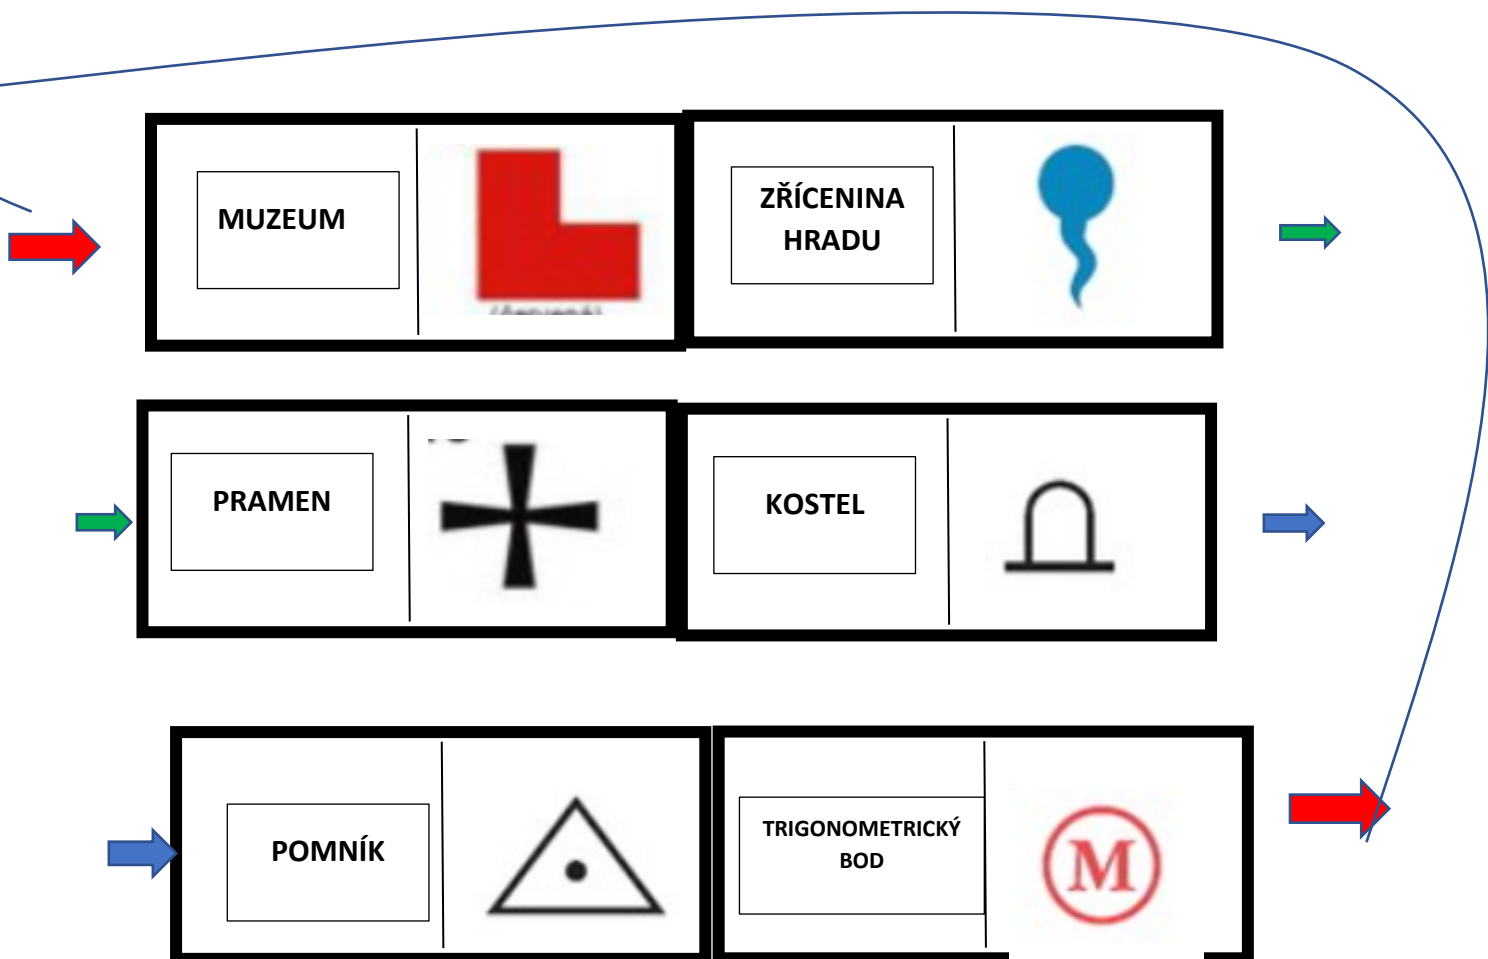 MUZEUM
ZŘÍCENINA
HRADU
PRAMEN
KOSTEL
POMNÍK
TRIGONOMETRICKÝ
BOD
M